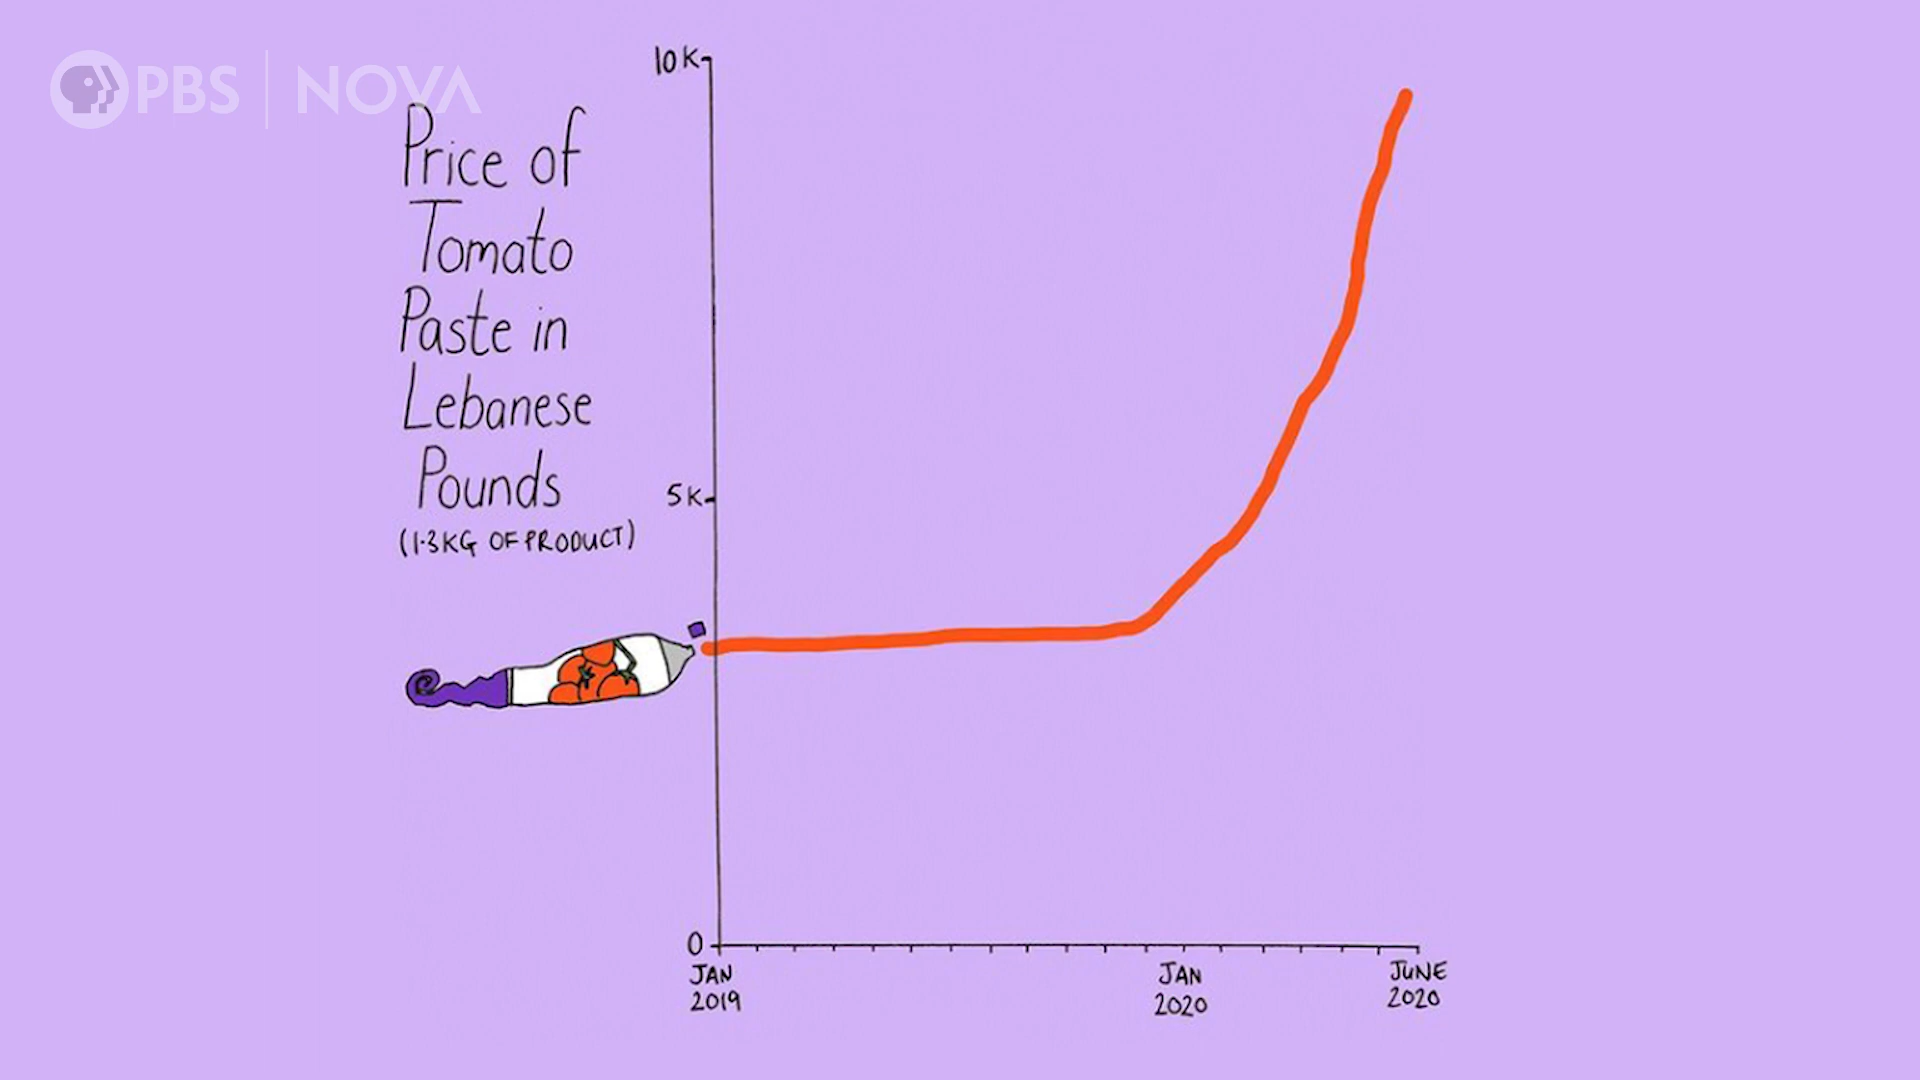 PBS | NOVA
Price of
Tomato
Paste in
Lebanese
Pounds
(1.3KG OF PRODUCT)
10K
5K
0
JAN
2019
JAN
2020
JUNE
2020